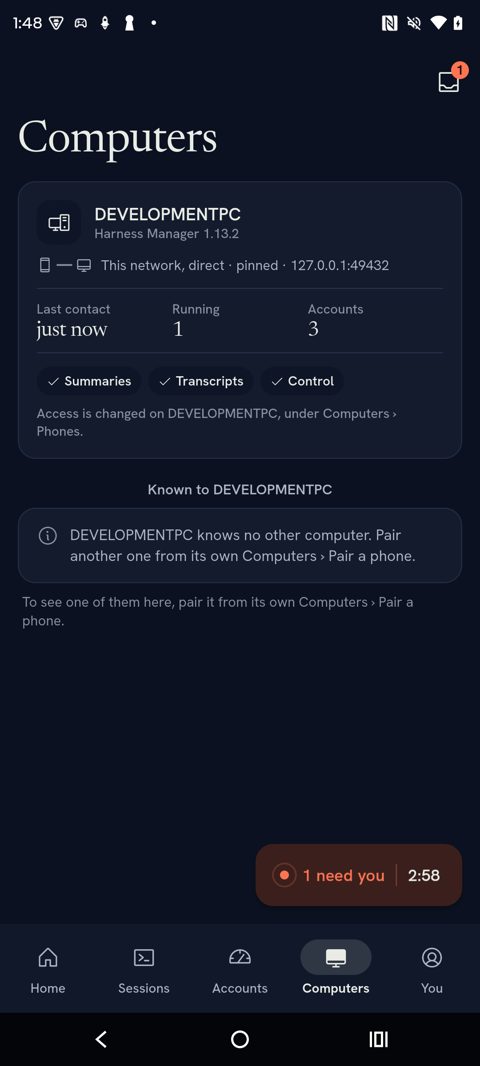 1:48
1
Computers
DEVELOPMENTPC
Harness Manager 1.13.2
This network, direct · pinned · 127.0.0.1:49432
Last contact Running Accounts
just now 1 3
Summaries Transcripts Control
Access is changed on DEVELOPMENTPC, under Computers ›
Phones.
Known to DEVELOPMENTPC
DEVELOPMENTPC knows no other computer. Pair
another one from its own Computers › Pair a phone.
To see one of them here, pair it from its own Computers › Pair a
phone.
1 need you 2:58
Home Sessions Accounts Computers You